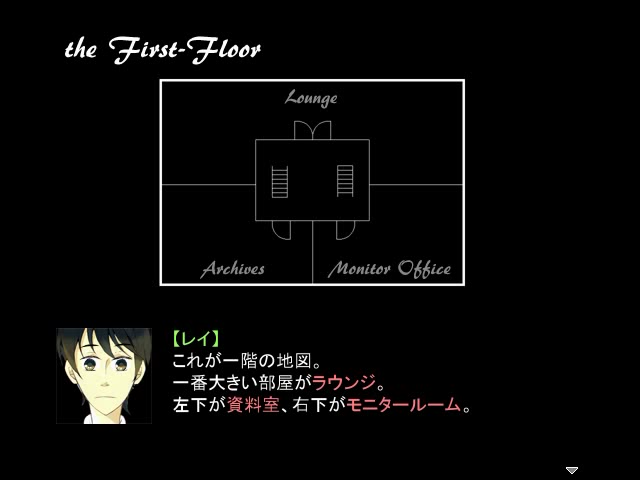 the First-Floor
Lounge
Archives
Monitor Office
【レイ】
これが一階の地図。
一番大きい部屋がラウンジ。
左下が資料室、右下がモニタールーム。